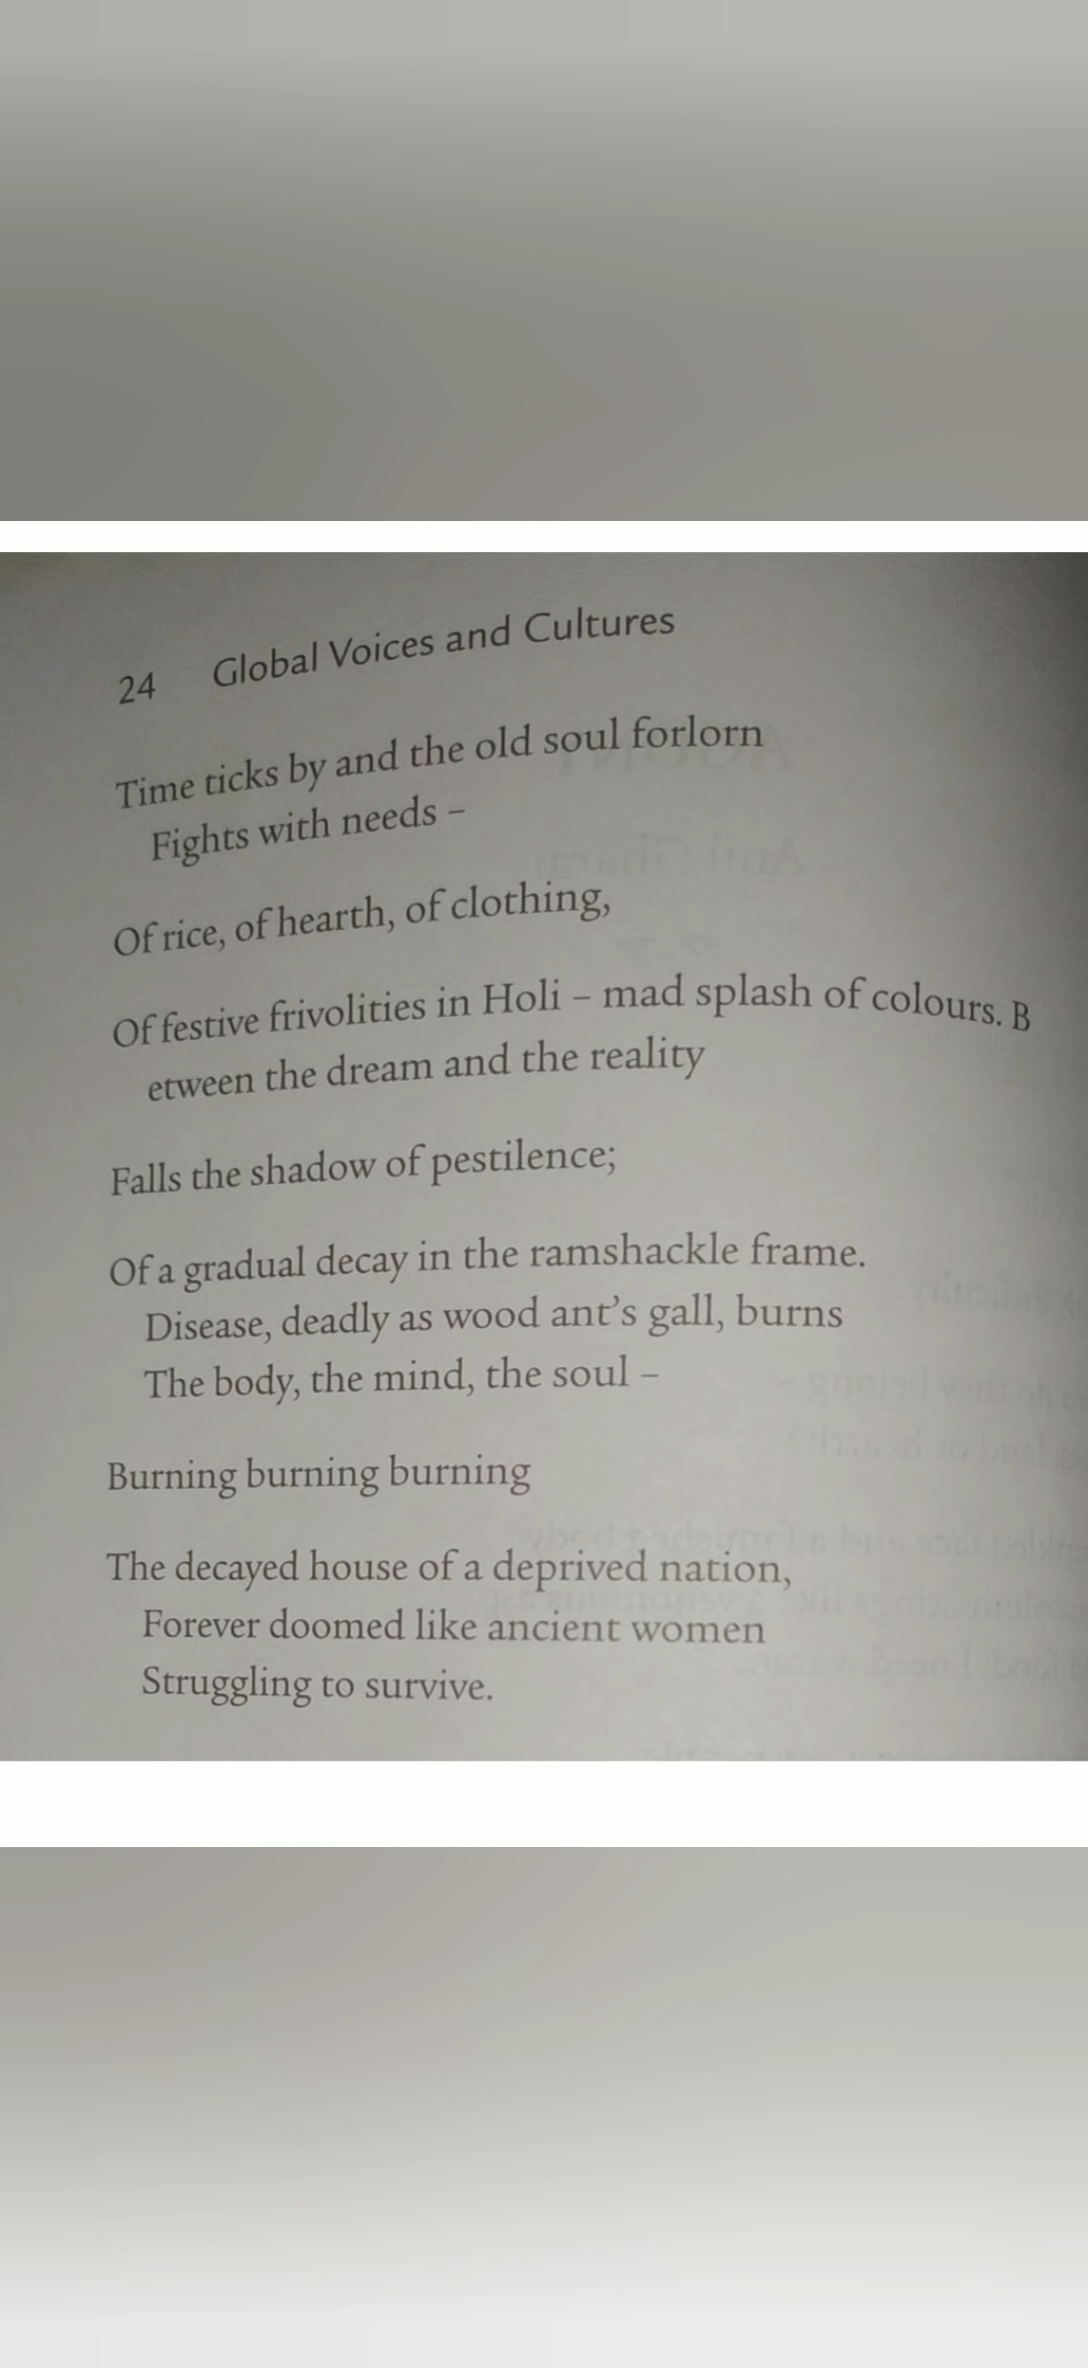 24 Global Voices and Cultures
Time ticks by and the old soul forlorn
Fights with needs –
Of rice, of hearth, of clothing,
Of festive frivolities in Holi – mad splash of colours. B
etween the dream and the reality
Falls the shadow of pestilence;
Of a gradual decay in the ramshackle frame.
Disease, deadly as wood ant's gall, burns
The body, the mind, the soul –
Burning burning burning
The decayed house of a deprived nation,
Forever doomed like ancient women
Struggling to survive.